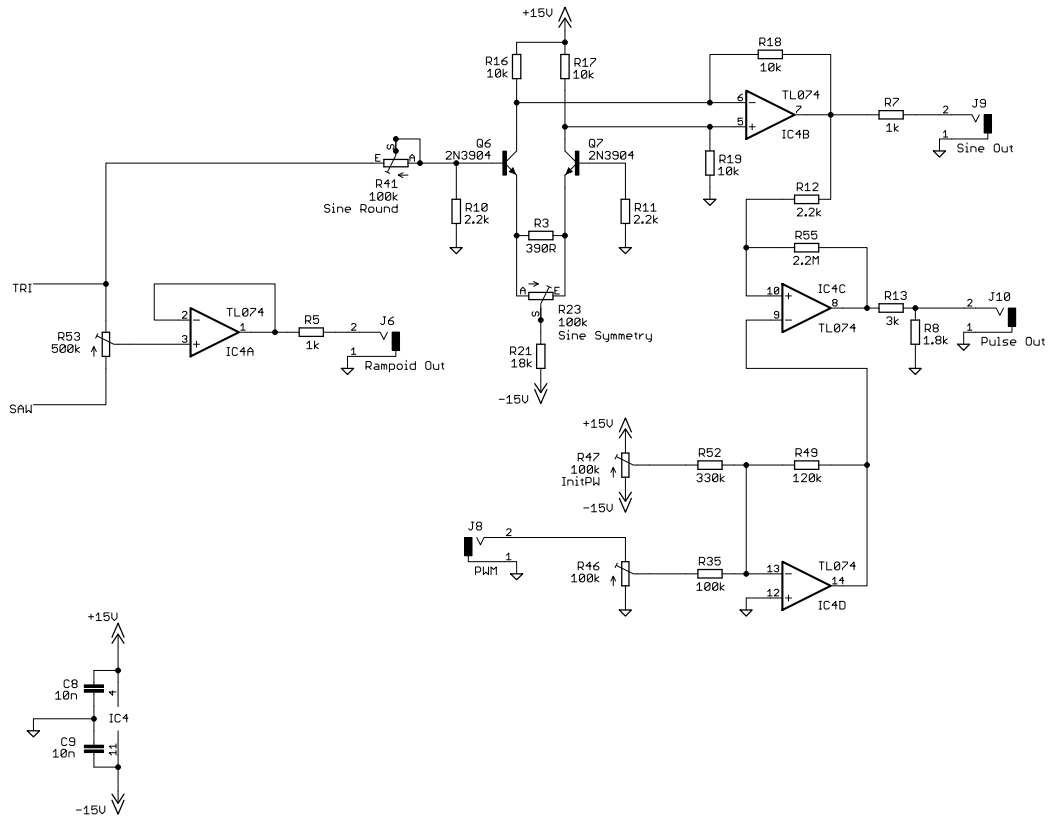 +15V
R16
10k
R17
10k
R18
10k
TL074
6
7
5
IC4B
R7
1k
J9
2
1
Sine Out
Q6
2N3904
Q7
2N3904
E
S
A
R41
100k
Sine Round
R10
2.2k
R11
2.2k
R19
10k
R3
390R
R12
2.2k
R55
2.2M
A
E
S
R23
100k
Sine Symmetry
R21
18k
-15V
TRI
R53
500k
SAW
2
3
1
TL074
IC4A
R5
1k
J6
2
1
Rampoid Out
10
9
8
IC4C
TL074
R13
3k
R8
1.8k
J10
2
1
Pulse Out
+15V
R47
100k
InitPW
-15V
R52
330k
R49
120k
J8
2
1
PWM
R46
100k
R35
100k
13
12
14
TL074
IC4D
+15V
C8
10n
4
IC4
C9
10n
11
-15V